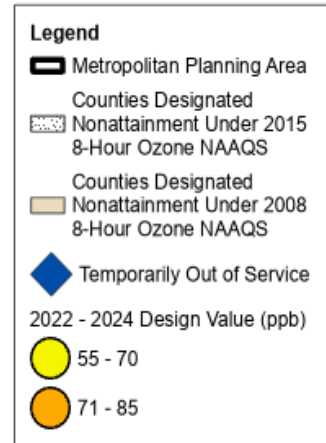 Legend
Metropolitan Planning Area
Counties Designated
Nonattainment Under 2015
8-Hour Ozone NAAQS
Counties Designated
Nonattainment Under 2008
8-Hour Ozone NAAQS
Temporarily Out of Service
2022 - 2024 Design Value (ppb)
55 - 70
71 - 85